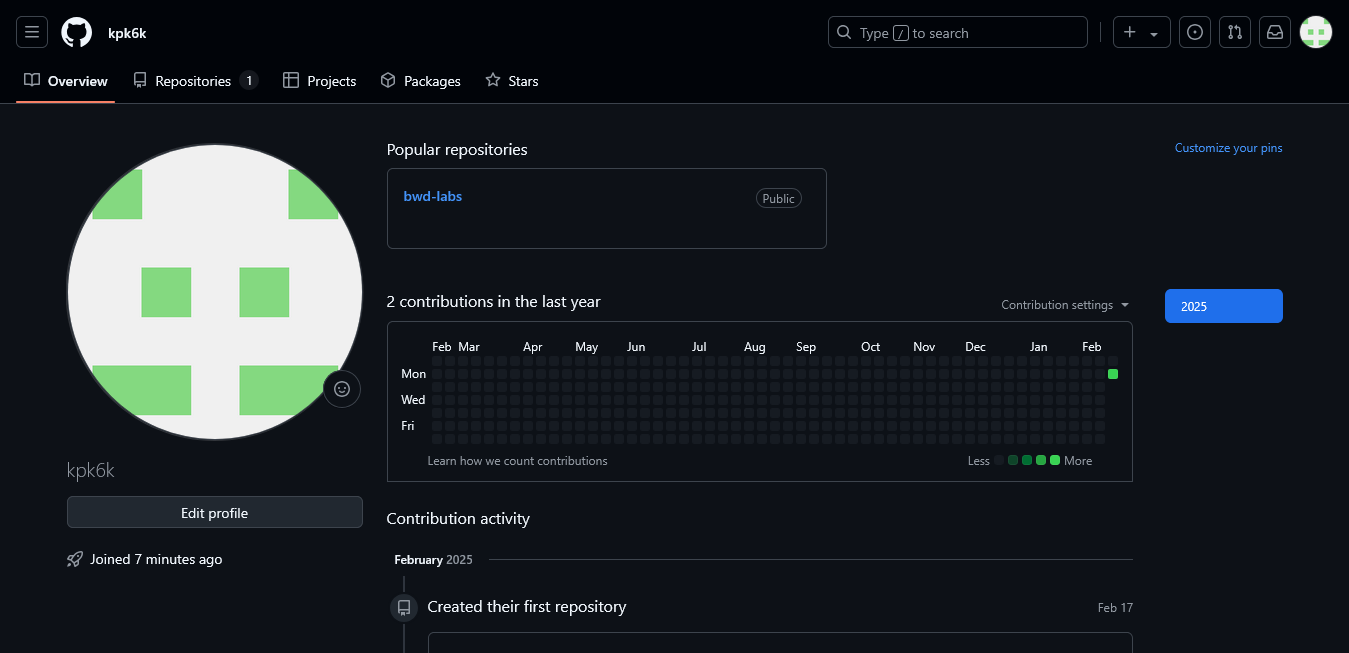 kpk6k
Type / to search
Overview
Repositories 1
Projects
Packages
Stars
Popular repositories
Customize your pins
bwd-labs
Public
2 contributions in the last year
Contribution settings
2025
Feb Mar Apr May Jun Jul Aug Sep Oct Nov Dec Jan Feb
Mon
Wed
Fri
Learn how we count contributions
Less More
kpk6k
Edit profile
Joined 7 minutes ago
Contribution activity
February 2025
Created their first repository
Feb 17